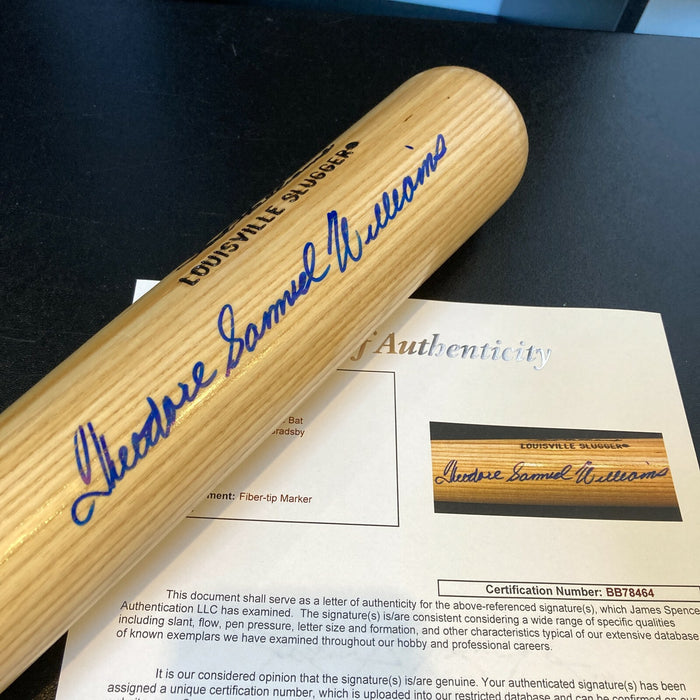 LOUISVILLE SLUGGER
Theodore Samuel Williams
of Authenticity
Bat
radsby
ment: Fiber-tip Marker
LOUISVILLE SLUGGER
Theodore Samuel Williams
Certification Number: BB78464
This document shall serve as a letter of authenticity for the above-referenced signature(s), which James Spence
Authentication LLC has examined. The signature(s) is/are consistent considering a wide range of specific qualities
including slant, flow, pen pressure, letter size and formation, and other characteristics typical of our extensive database
of known exemplars we have examined throughout our hobby and professional careers.
It is our considered opinion that the signature(s) is/are genuine. Your authenticated signature(s) has been
assigned a unique certification number, which is uploaded into our restricted database and can be confirmed on our